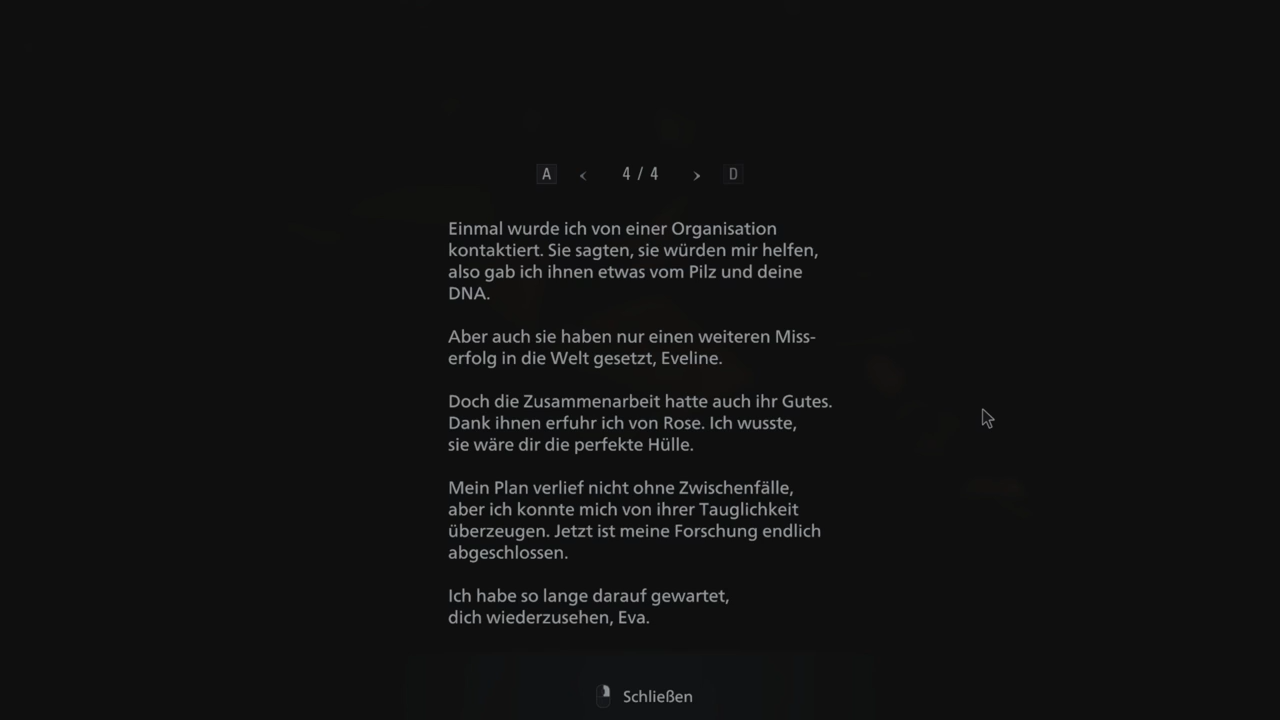 A < 4 / 4 > D
Einmal wurde ich von einer Organisation
kontaktiert. Sie sagten, sie würden mir helfen,
also gab ich ihnen etwas vom Pilz und deine
DNA.
Aber auch sie haben nur einen weiteren Miss-
erfolg in die Welt gesetzt, Eveline.
Doch die Zusammenarbeit hatte auch ihr Gutes.
Dank ihnen erfuhr ich von Rose. Ich wusste,
sie wäre dir die perfekte Hülle.
Mein Plan verlief nicht ohne Zwischenfälle,
aber ich konnte mich von ihrer Tauglichkeit
überzeugen. Jetzt ist meine Forschung endlich
abgeschlossen.
Ich habe so lange darauf gewartet,
dich wiederzusehen, Eva.
Schließen